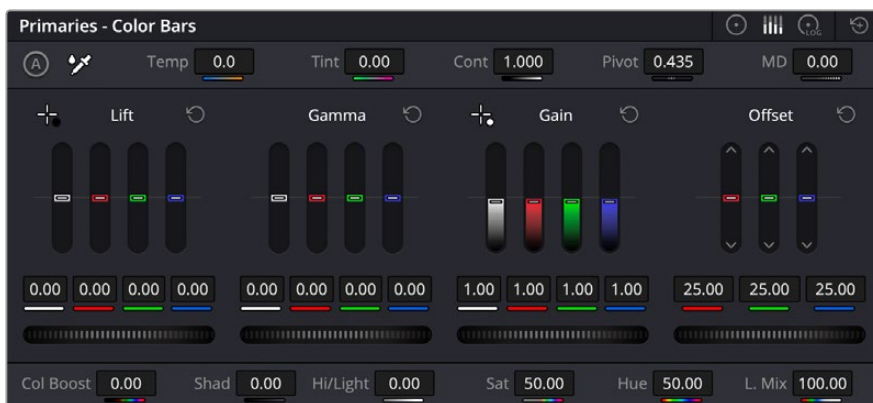 Primaries - Color Bars
LOG
A Temp 0.0 Tint 0.00 Cont 1.000 Pivot 0.435 MD 0.00
Lift Gamma Gain Offset
0.00 0.00 0.00 0.00 0.00 0.00 0.00 0.00 1.00 1.00 1.00 1.00 25.00 25.00 25.00
Col Boost 0.00 Shad 0.00 Hi/Light 0.00 Sat 50.00 Hue 50.00 L. Mix 100.00